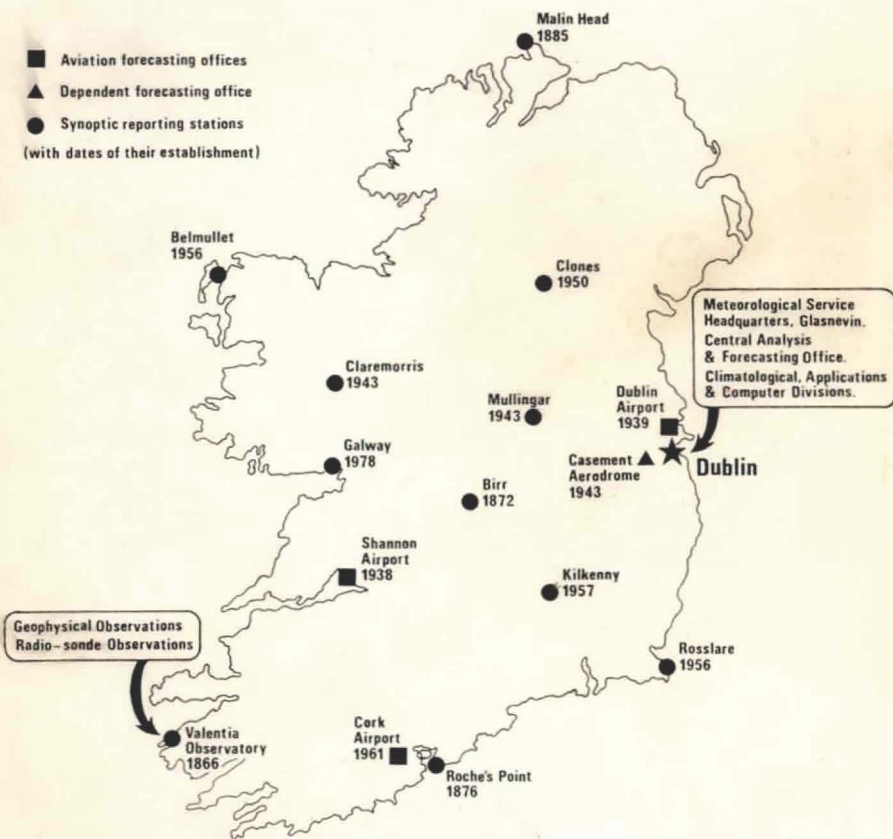 Malin Head
1885
Aviation forecasting offices
Dependent forecasting office
Synoptic reporting stations
(with dates of their establishment)
Belmullet
1956
Clones
1950
Meteorological Service
Headquarters, Glasnevin.
Central Analysis
& Forecasting Office.
Climatological, Applications
& Computer Divisions.
Claremorris
1943
Mullingar
1943
Dublin
Airport
1939
Galway
1978
Casement
Aerodrome
1943
Dublin
Birr
1872
Shannon
Airport
1938
Kilkenny
1957
Geophysical Observations
Radio-sonde Observations
Rosslare
1956
Valentia
Observatory
1866
Cork
Airport
1961
Roche's Point
1876